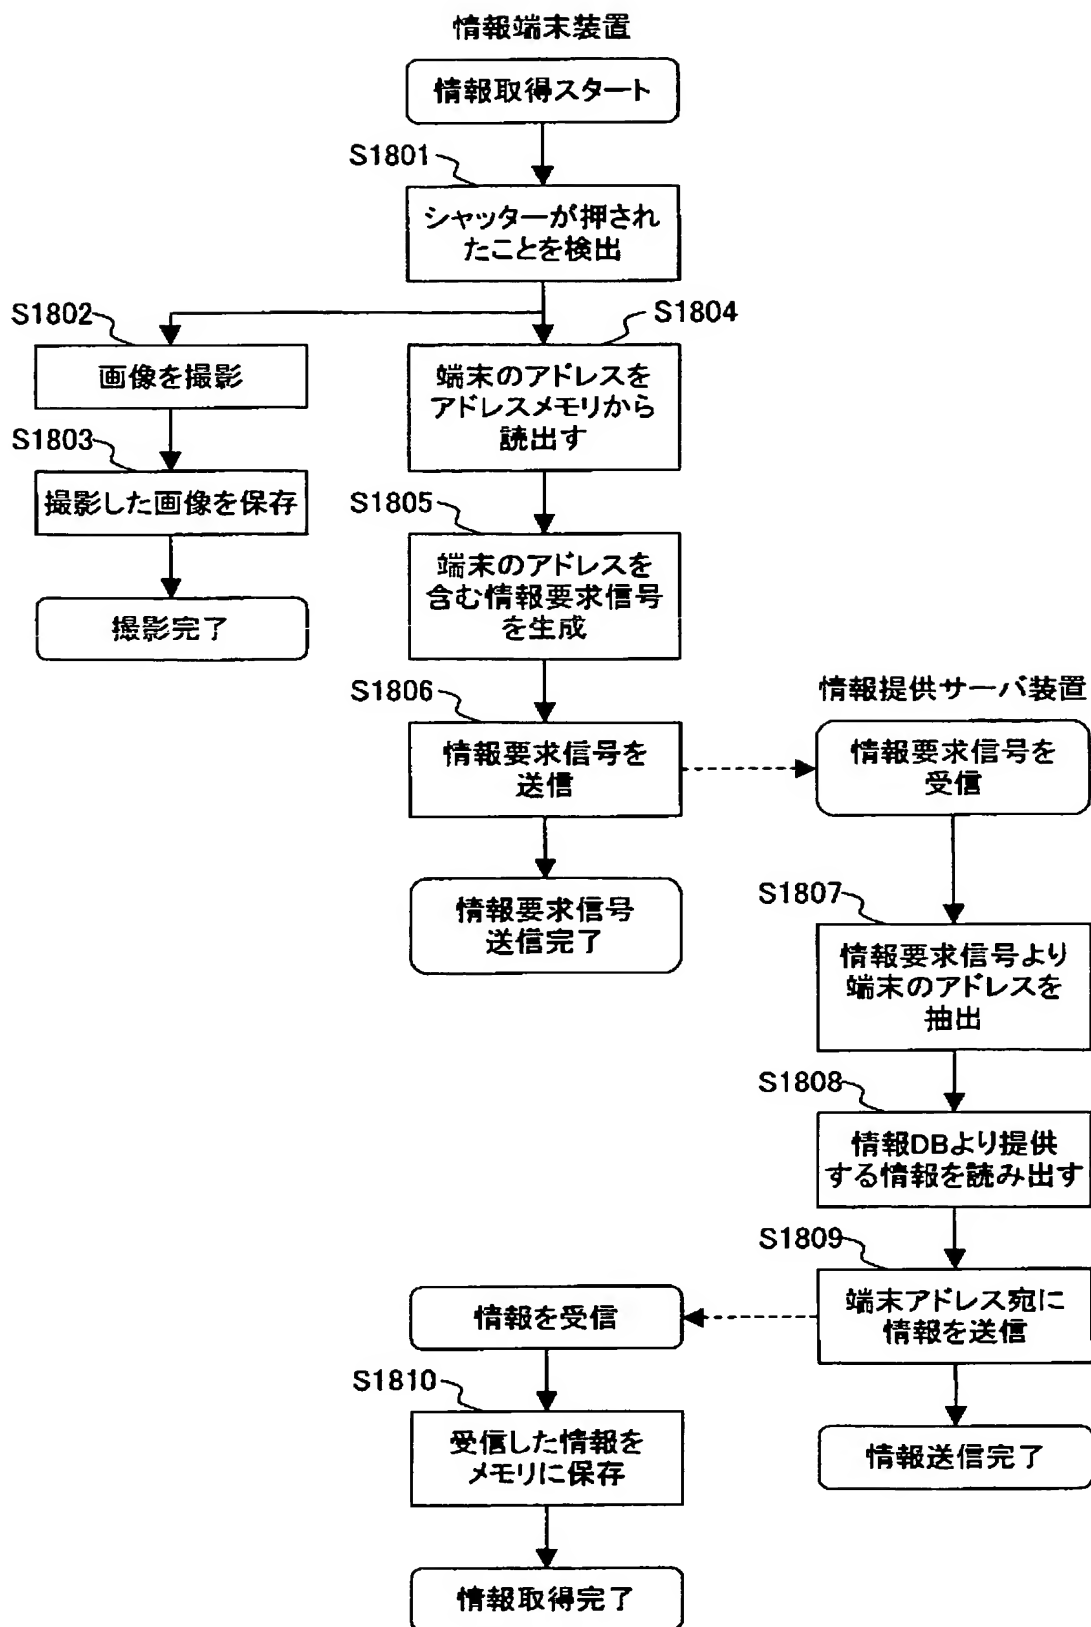 情報端末装置
情報取得スタート
S1801
シャッターが押され
たことを検出
S1802
画像を撮影
S1803
撮影した画像を保存
撮影完了
S1804
端末のアドレスを
アドレスメモリから
読出す
S1805
端末のアドレスを
含む情報要求信号
を生成
S1806
情報要求信号を
送信
情報要求信号
送信完了
情報提供サーバ装置
情報要求信号を
受信
S1807
情報要求信号より
端末のアドレスを
抽出
S1808
情報DBより提供
する情報を読み出す
S1809
端末アドレス宛に
情報を送信
情報送信完了
情報を受信
S1810
受信した情報を
メモリに保存
情報取得完了